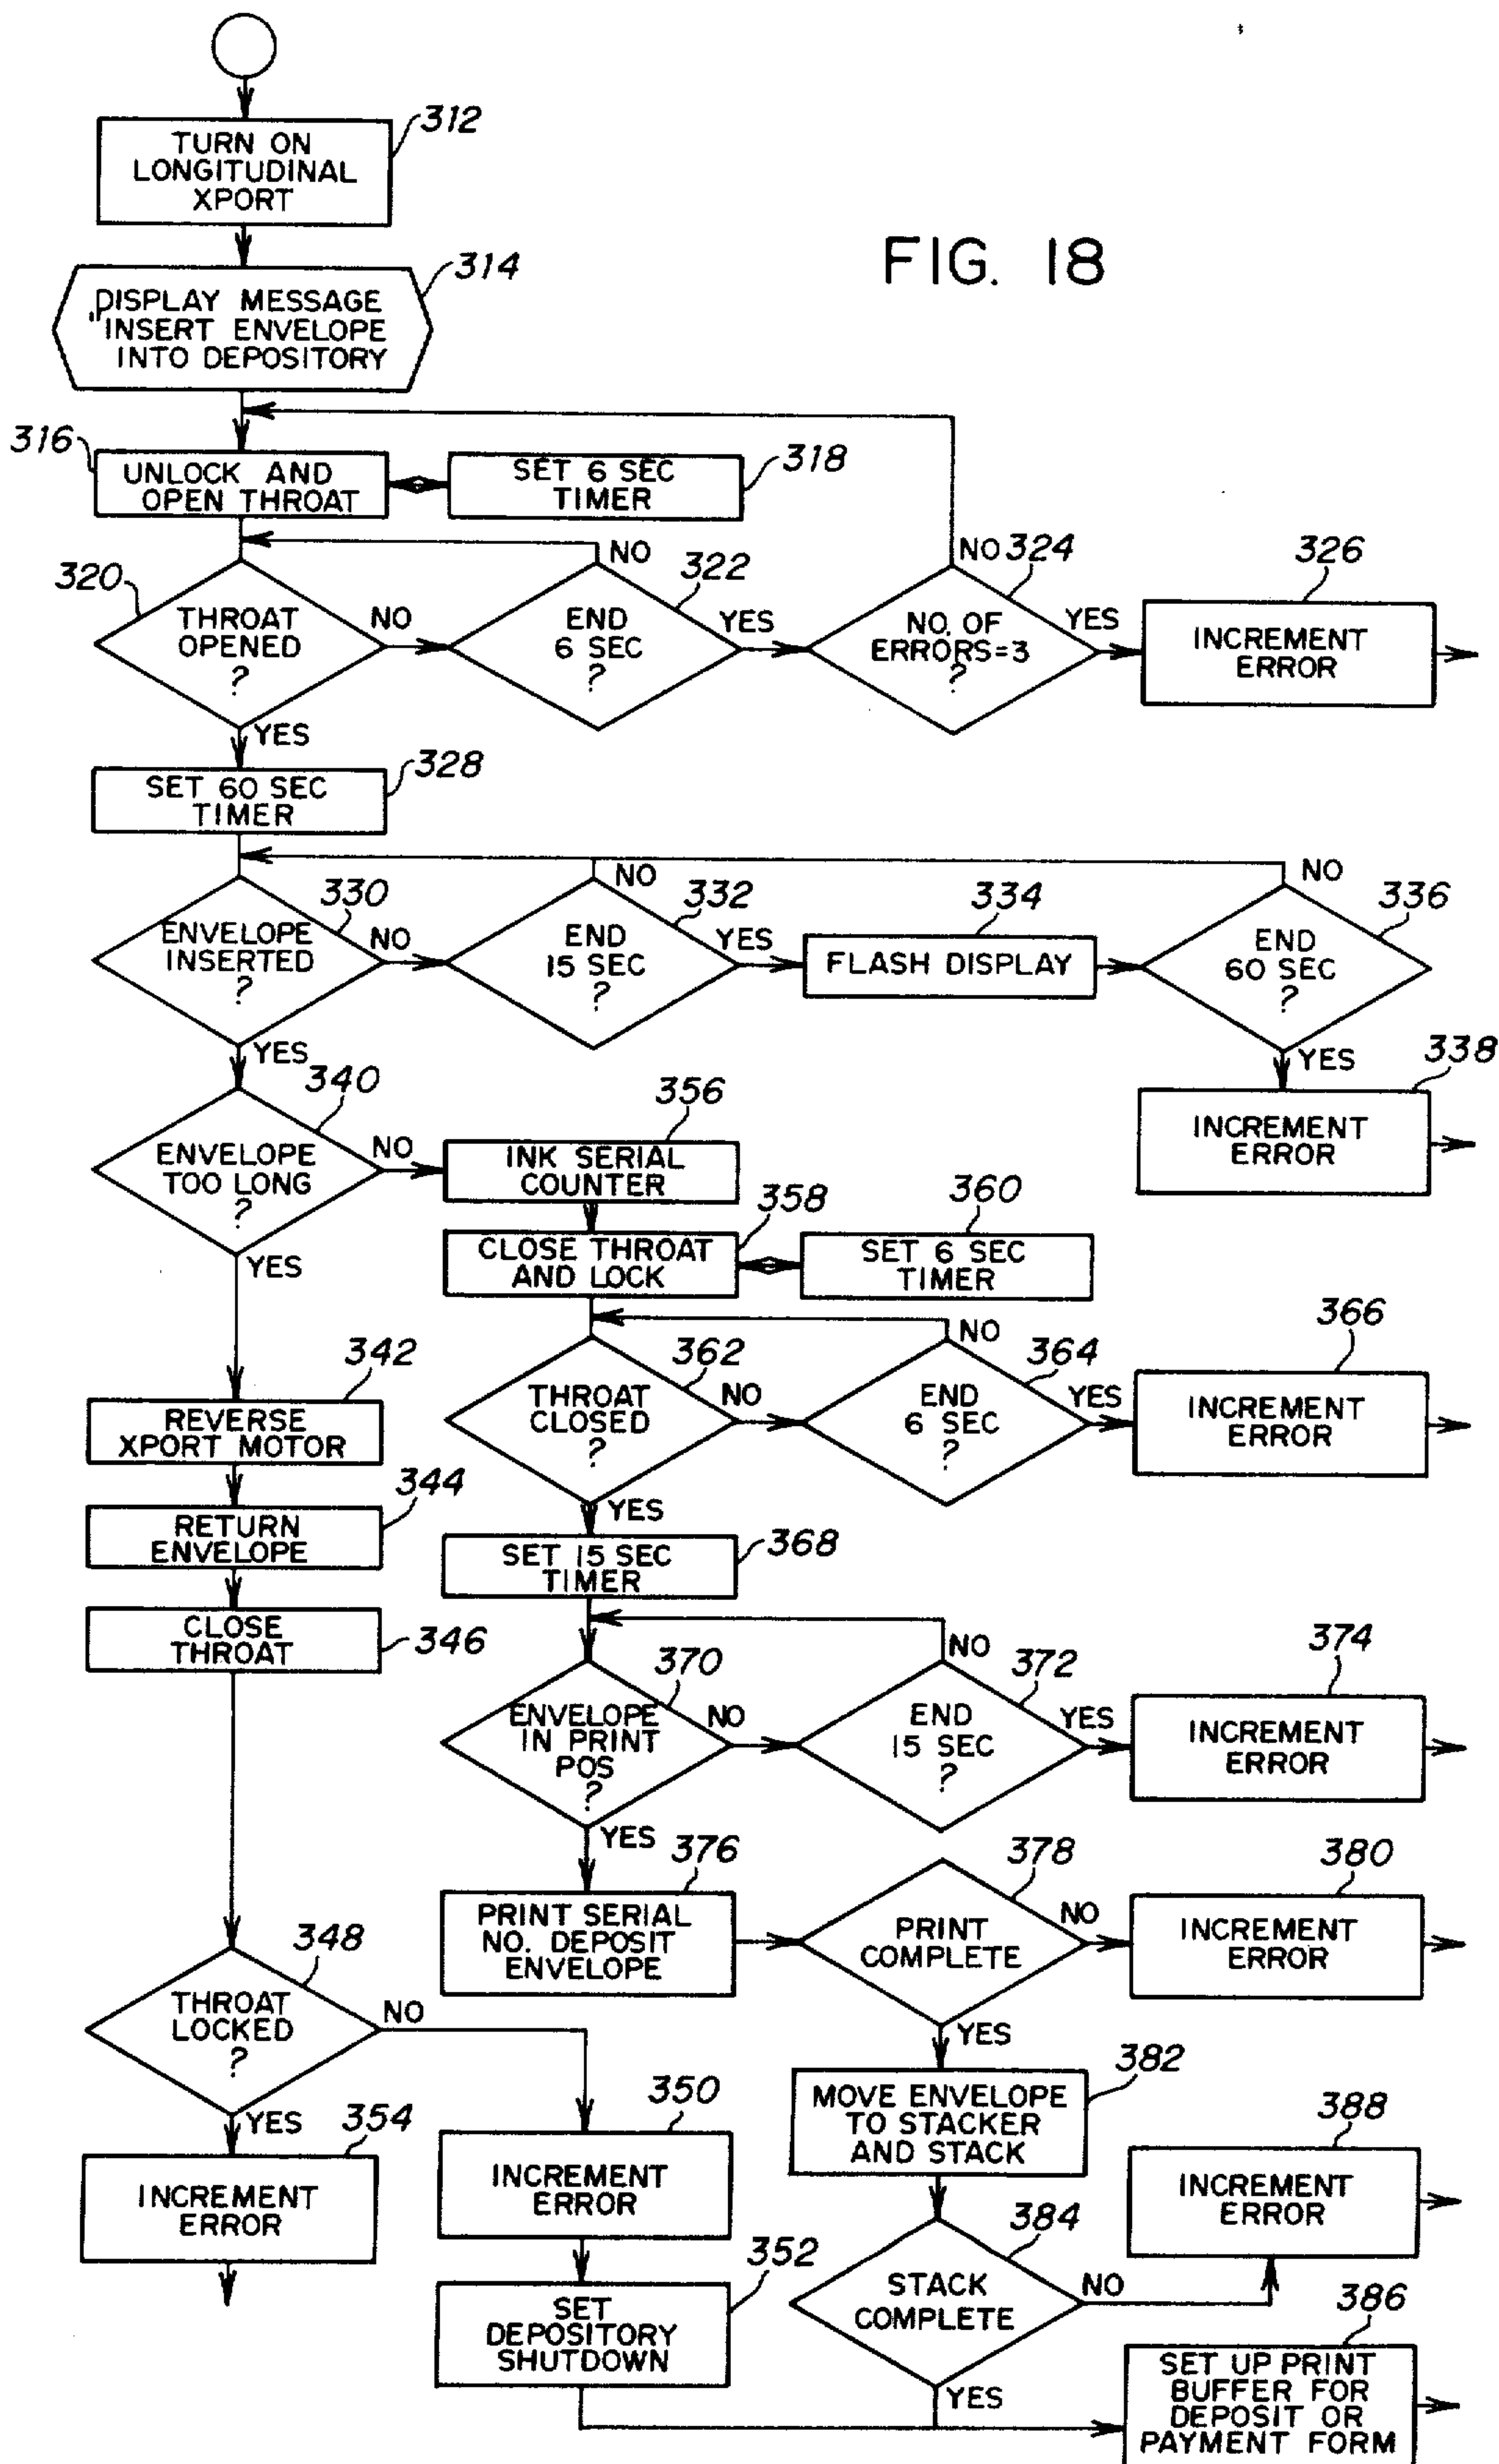 312
TURN ON
LONGITUDINAL
XPORT
FIG. 18
314
DISPLAY MESSAGE
"INSERT ENVELOPE
INTO DEPOSITORY
316
UNLOCK AND
OPEN THROAT
SET 6 SEC
TIMER
318
320
THROAT
OPENED
?
NO
YES
322
NO
END
6 SEC
?
YES
324
NO
NO. OF
ERRORS=3
?
YES
326
INCREMENT
ERROR
328
SET 60 SEC
TIMER
330
ENVELOPE
INSERTED
?
NO
YES
332
NO
END
15 SEC
?
YES
334
FLASH DISPLAY
336
NO
END
60 SEC
?
YES
338
INCREMENT
ERROR
340
ENVELOPE
TOO LONG
?
NO
YES
356
INK SERIAL
COUNTER
358
CLOSE THROAT
AND LOCK
360
SET 6 SEC
TIMER
362
THROAT
CLOSED
?
NO
YES
364
NO
END
6 SEC
?
YES
366
INCREMENT
ERROR
342
REVERSE
XPORT MOTOR
344
RETURN
ENVELOPE
346
CLOSE
THROAT
368
SET 15 SEC
TIMER
370
ENVELOPE
IN PRINT
POS
?
NO
YES
372
NO
END
15 SEC
?
YES
374
INCREMENT
ERROR
376
PRINT SERIAL
NO. DEPOSIT
ENVELOPE
378
PRINT
COMPLETE
NO
YES
380
INCREMENT
ERROR
348
THROAT
LOCKED
?
NO
YES
354
INCREMENT
ERROR
350
INCREMENT
ERROR
352
SET
DEPOSITORY
SHUTDOWN
382
MOVE ENVELOPE
TO STACKER
AND STACK
384
STACK
COMPLETE
NO
YES
388
INCREMENT
ERROR
386
SET UP PRINT
BUFFER FOR
DEPOSIT OR
PAYMENT FORM